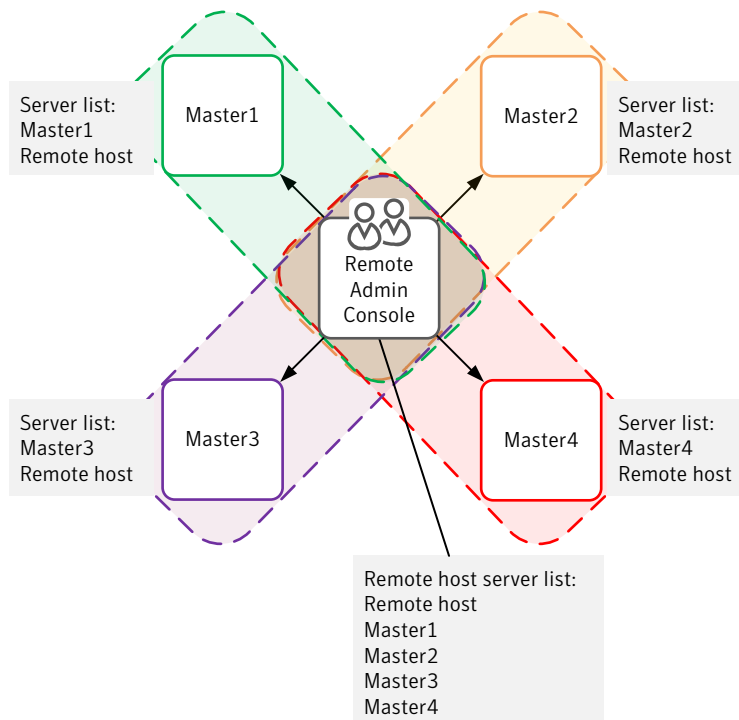 Server list:
Master1
Remote host
Master1
Master2
Server list:
Master2
Remote host
Remote
Admin
Console
Server list:
Master3
Remote host
Master3
Master4
Server list:
Master4
Remote host
Remote host server list:
Remote host
Master1
Master2
Master3
Master4